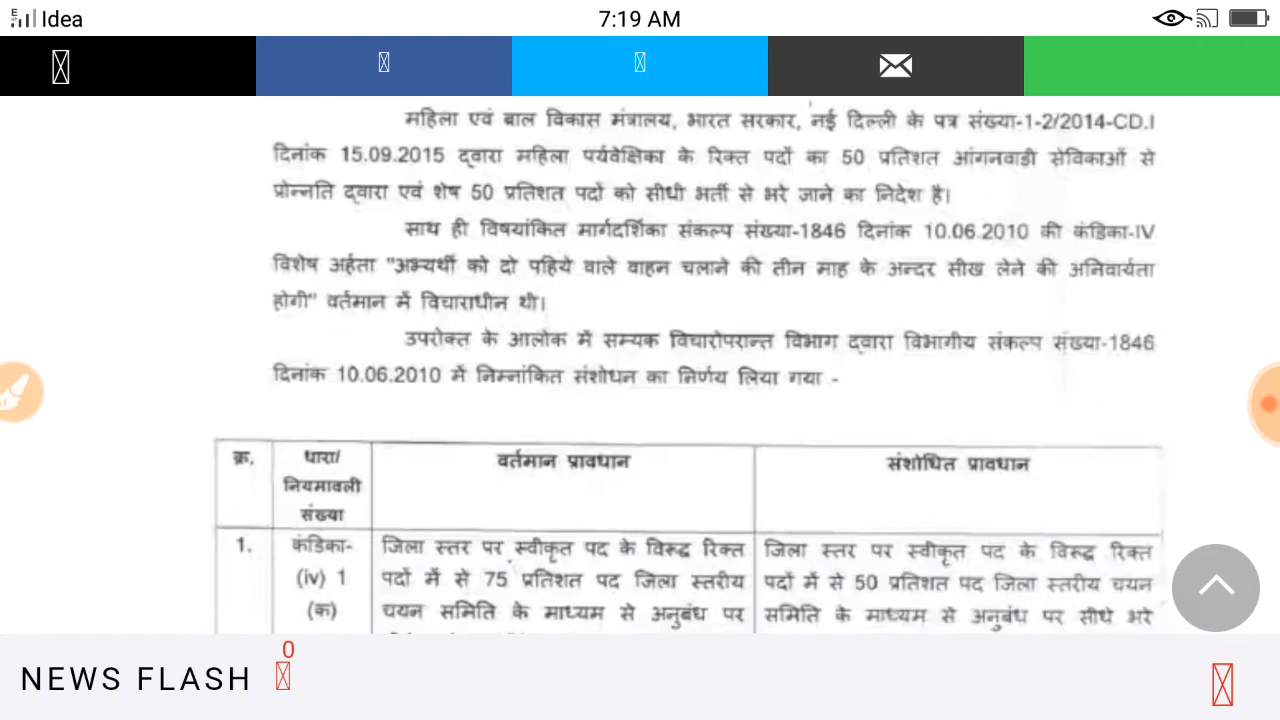 Idea
7:19 AM
महिला एवं बाल विकास मंत्रालय, भारत सरकार, नई दिल्ली के पत्र संख्या-1-2/2014-CD.I
दिनांक 15.09.2015 द्वारा महिला पर्यवेक्षिका के रिक्त पदों का 50 प्रतिशत आंगनवाडी सेविकाओं से
प्रोन्नति द्वारा एवं शेष 50 प्रतिशत पदों को सीधी भर्ती से भरे जाने का निदेश है।
साथ ही विषयांकित मार्गदर्शिका संकल्प संख्या-1846 दिनांक 10.06.2010 की कंडिका-IV
विशेष अर्हता "अभ्यर्थी को दो पहिये वाले वाहन चलाने की तीन माह के अन्दर सीख लेने की अनिवार्यता
होगी" वर्तमान में विचाराधीन थी।
उपरोक्त के आलोक में सम्यक विचारोपरान्त विभाग द्वारा विभागीय संकल्प संख्या-1846
दिनांक 10.06.2010 में निम्नांकित संशोधन का निर्णय लिया गया -
क्र. धारा/ वर्तमान प्रावधान संशोधित प्रावधान
नियमावली
संख्या
1. कंडिका- जिला स्तर पर स्वीकृत पद के विरूद्ध रिक्त जिला स्तर पर स्वीकृत पद के विरूद्ध रिक्त
(iv) 1 पदों में से 75 प्रतिशत पद जिला स्तरीय पदों में से 50 प्रतिशत पद जिला स्तरीय चयन
(क) चयन समिति के माध्यम से अनुबंध पर समिति के माध्यम से अनुबंध पर सीधे भरे
NEWS FLASH 0